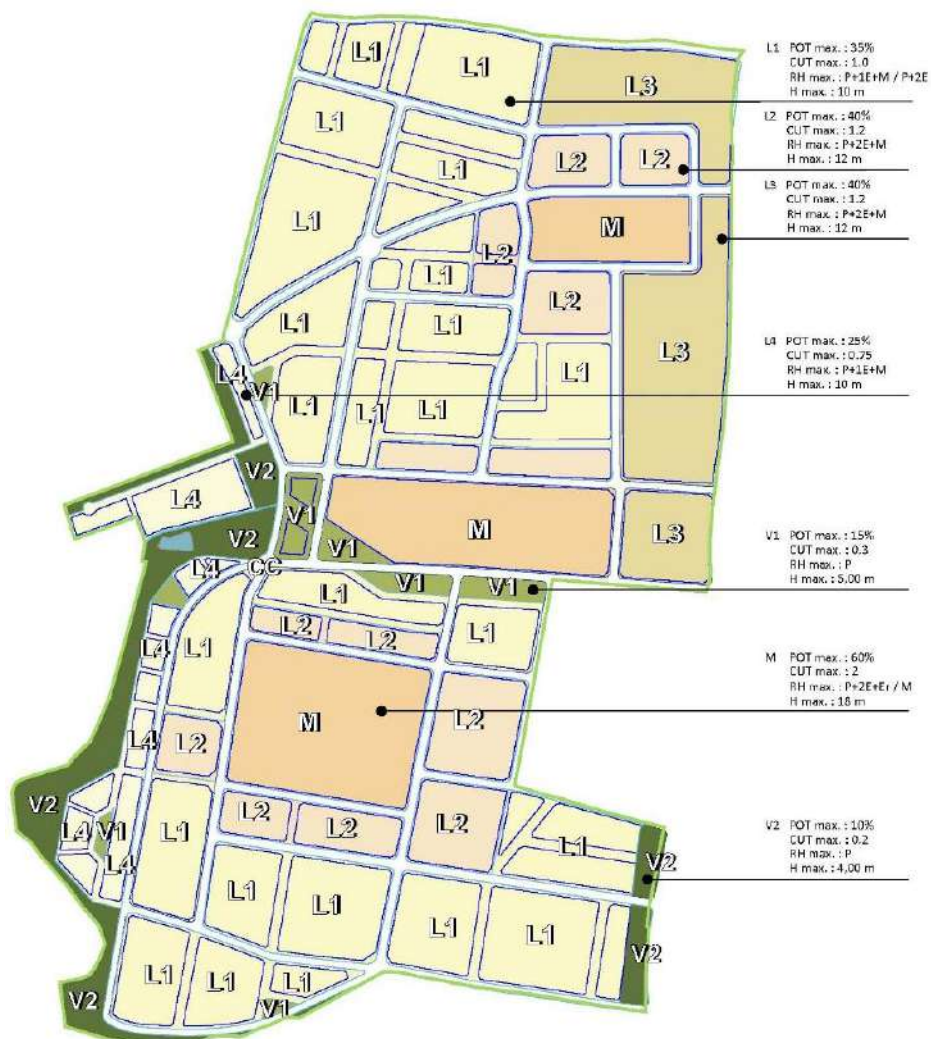 L1 POT max. : 35%
CUT max. : 1.0
RH max. : P+1E+M / P+2E
H max. : 10 m
L2 POT max. : 40%
CUT max. : 1.2
RH max. : P+2E+M
H max. : 12 m
L3 POT max. : 40%
CUT max. : 1.2
RH max. : P+2E+M
H max. : 12 m
L4 POT max. : 25%
CUT max. : 0.75
RH max. : P+1E+M
H max. : 10 m
V1 POT max. : 15%
CUT max. : 0.3
RH max. : P
H max. : 5,00 m
M POT max. : 60%
CUT max. : 2
RH max. : P+2E+Er / M
H max. : 18 m
V2 POT max. : 10%
CUT max. : 0.2
RH max. : P
H max. : 4,00 m
L1 L1 L3
L1 L1 L2 L2
L1 M
L2
L1 L2
L1 L1 L3
L4 V1 L1 L1 L1 L1
V2
L4 V1 M L3
V2 V1
L4 CC V1 V1
L1
L2 L2 L1
L4 L1
M L2
L4 L2
V2 L2 L2 L2 L1
L4 V1 L1
L4 V2
L1 L1 L1 L1
V2
L1 L1 L1
V2 V1